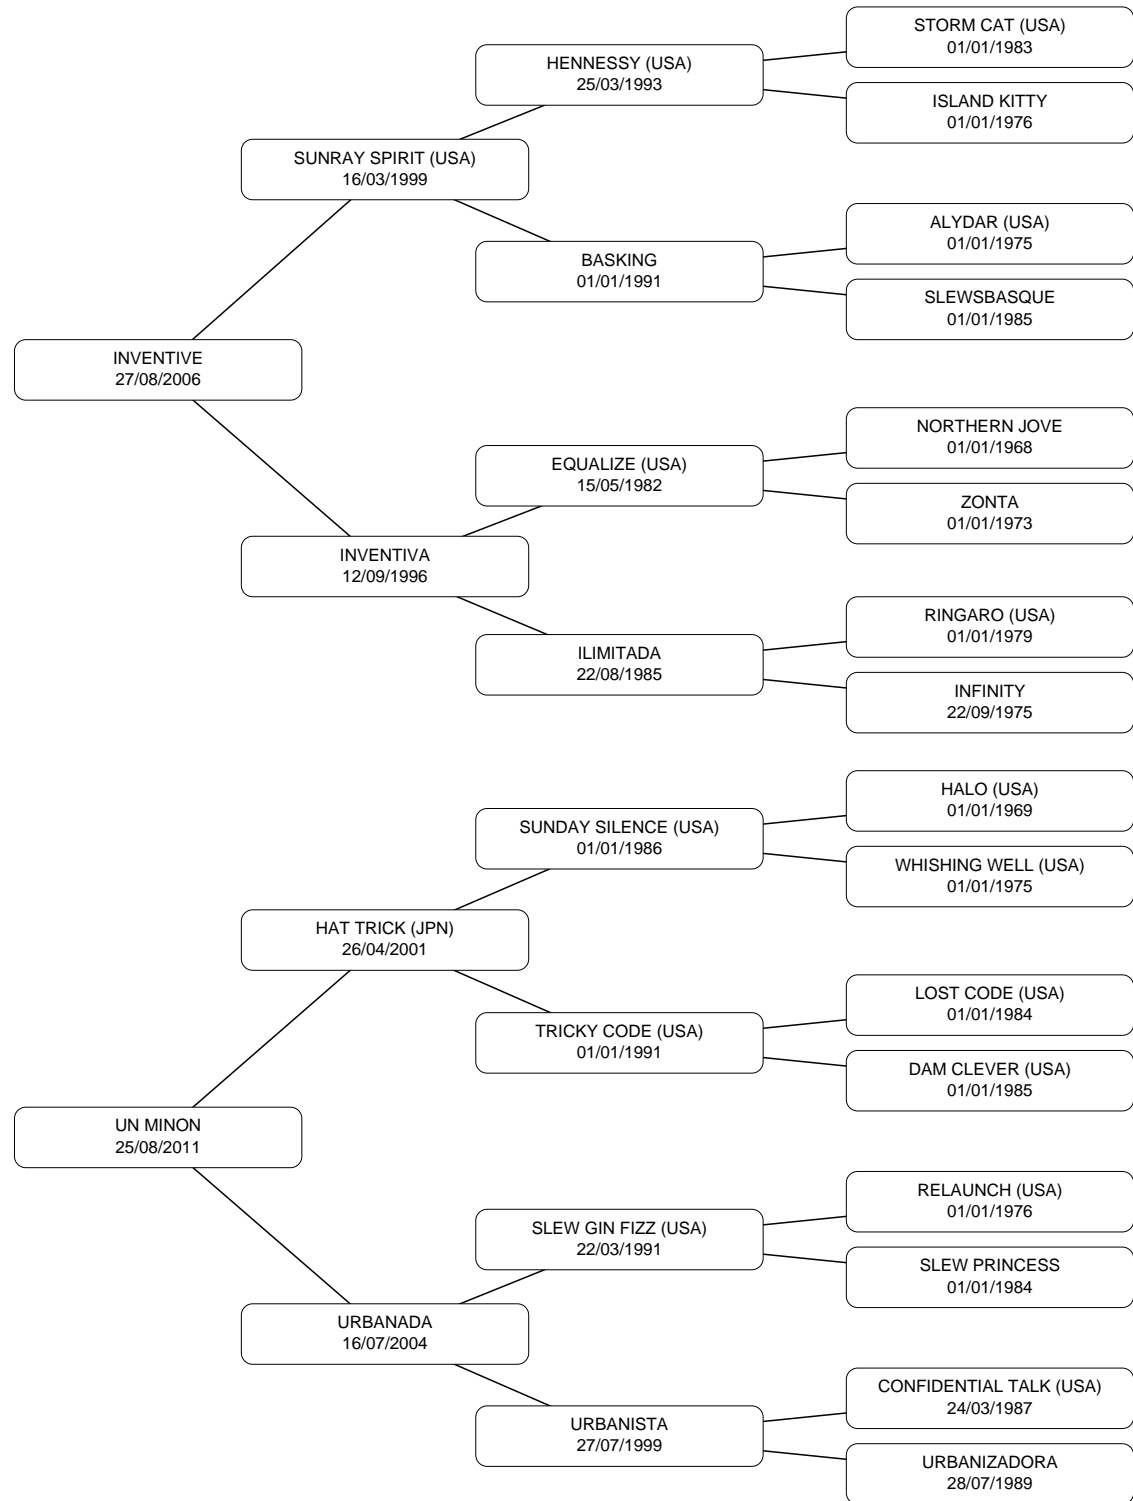 STORM CAT (USA)
01/01/1983
HENNESSY (USA)
25/03/1993
ISLAND KITTY
01/01/1976
SUNRAY SPIRIT (USA)
16/03/1999
ALYDAR (USA)
01/01/1975
BASKING
01/01/1991
SLEWSBASQUE
01/01/1985
INVENTIVE
27/08/2006
NORTHERN JOVE
01/01/1968
EQUALIZE (USA)
15/05/1982
ZONTA
01/01/1973
INVENTIVA
12/09/1996
RINGARO (USA)
01/01/1979
ILIMITADA
22/08/1985
INFINITY
22/09/1975
HALO (USA)
01/01/1969
SUNDAY SILENCE (USA)
01/01/1986
WHISHING WELL (USA)
01/01/1975
HAT TRICK (JPN)
26/04/2001
LOST CODE (USA)
01/01/1984
TRICKY CODE (USA)
01/01/1991
DAM CLEVER (USA)
01/01/1985
UN MINON
25/08/2011
RELAUNCH (USA)
01/01/1976
SLEW GIN FIZZ (USA)
22/03/1991
SLEW PRINCESS
01/01/1984
URBANADA
16/07/2004
CONFIDENTIAL TALK (USA)
24/03/1987
URBANISTA
27/07/1999
URBANIZADORA
28/07/1989